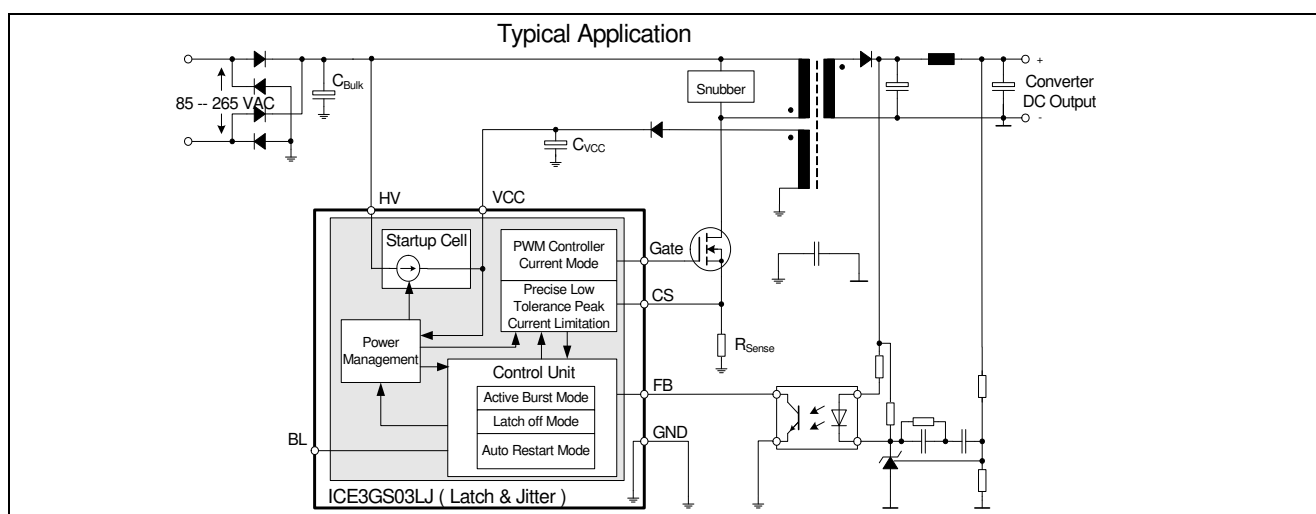 Typical Application
85 -- 265 VAC
CBulk
Snubber
+
Converter
DC Output
-
CVCC
HV
VCC
Startup Cell
PWM Controller
Current Mode
Gate
Precise Low
Tolerance Peak
Current Limitation
CS
RSense
Power
Management
Control Unit
FB
Active Burst Mode
Latch off Mode
Auto Restart Mode
GND
BL
ICE3GS03LJ ( Latch & Jitter )